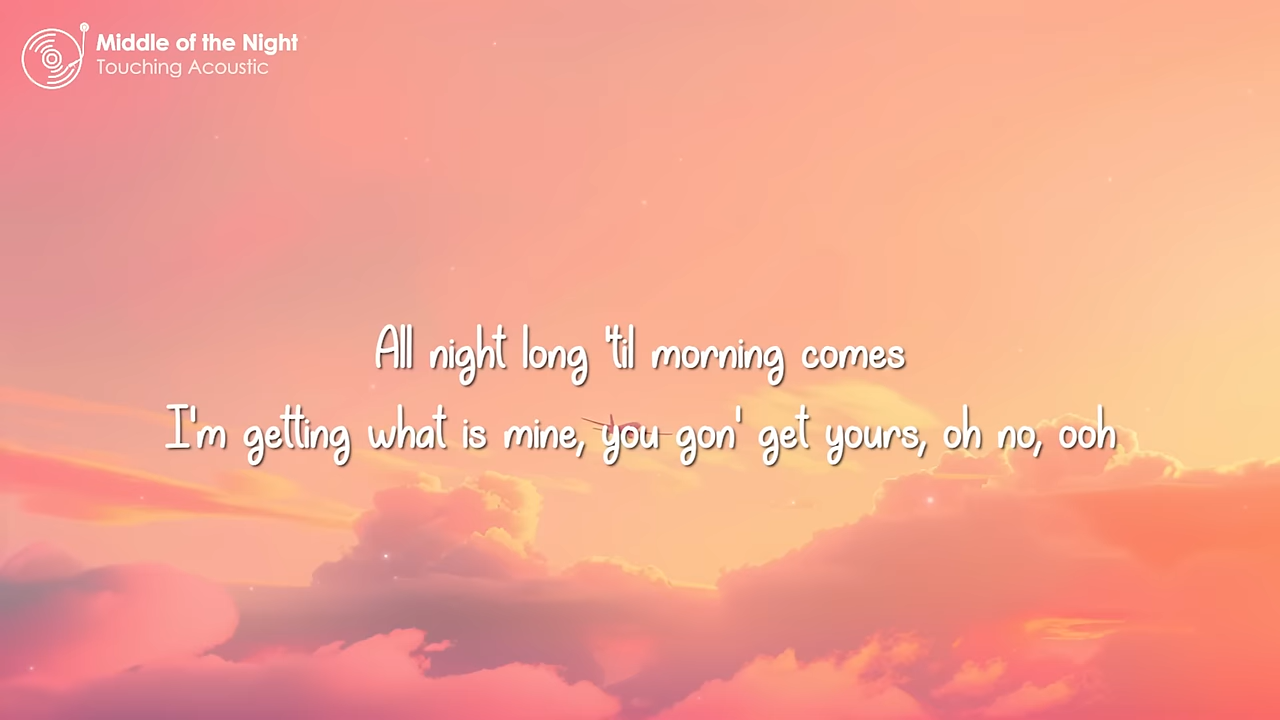 Middle of the Night
Touching Acoustic
All night long 'til morning comes
I'm getting what is mine, you gon' get yours, oh no, ooh